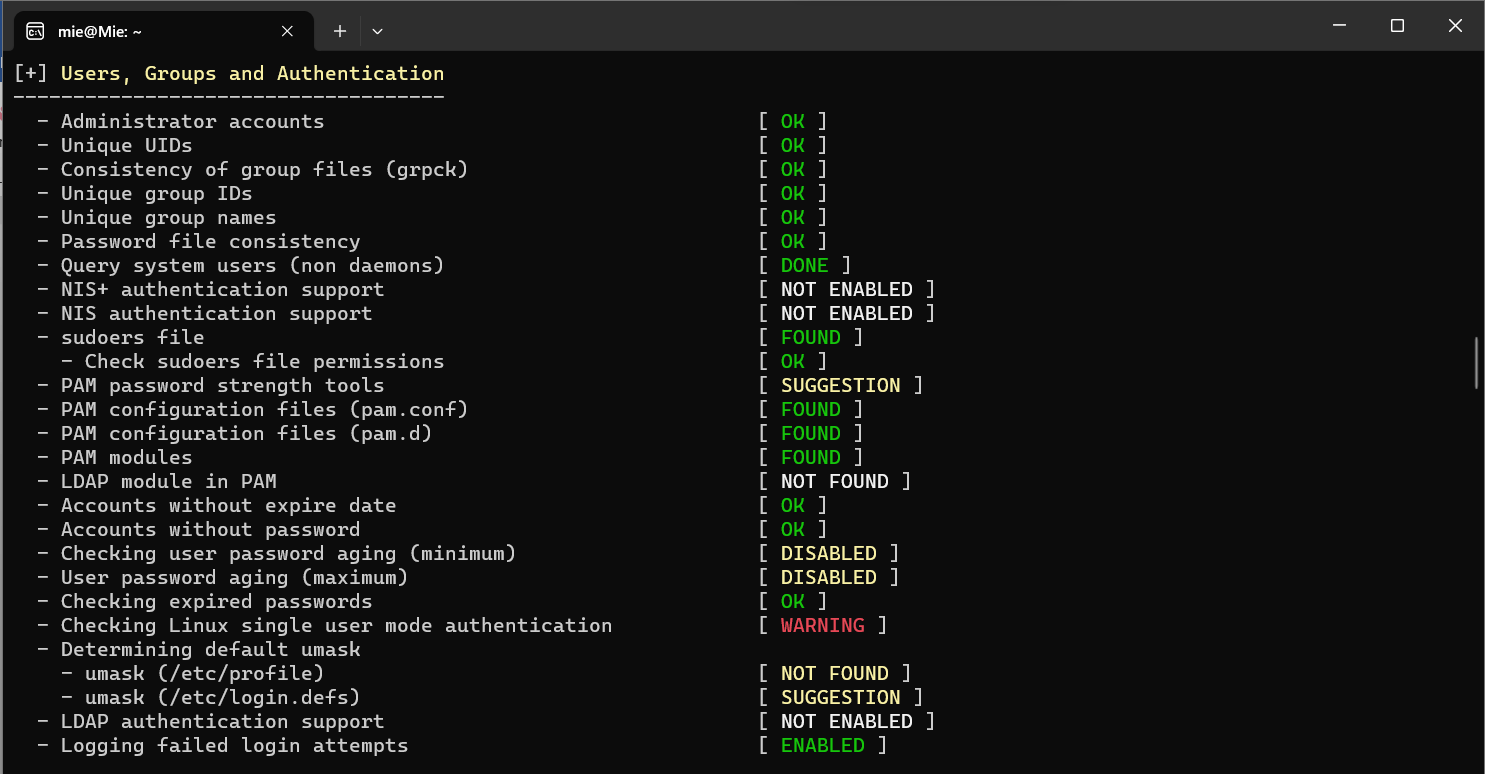 mie@Mie: ~
[+] Users, Groups and Authentication
------------------------------------
  - Administrator accounts                                    [ OK ]
  - Unique UIDs                                               [ OK ]
  - Consistency of group files (grpck)                        [ OK ]
  - Unique group IDs                                          [ OK ]
  - Unique group names                                        [ OK ]
  - Password file consistency                                 [ OK ]
  - Query system users (non daemons)                          [ DONE ]
  - NIS+ authentication support                               [ NOT ENABLED ]
  - NIS authentication support                                [ NOT ENABLED ]
  - sudoers file                                              [ FOUND ]
    - Check sudoers file permissions                          [ OK ]
  - PAM password strength tools                               [ SUGGESTION ]
  - PAM configuration files (pam.conf)                        [ FOUND ]
  - PAM configuration files (pam.d)                           [ FOUND ]
  - PAM modules                                               [ FOUND ]
  - LDAP module in PAM                                        [ NOT FOUND ]
  - Accounts without expire date                              [ OK ]
  - Accounts without password                                 [ OK ]
  - Checking user password aging (minimum)                    [ DISABLED ]
  - User password aging (maximum)                             [ DISABLED ]
  - Checking expired passwords                                [ OK ]
  - Checking Linux single user mode authentication            [ WARNING ]
  - Determining default umask
    - umask (/etc/profile)                                    [ NOT FOUND ]
    - umask (/etc/login.defs)                                 [ SUGGESTION ]
  - LDAP authentication support                               [ NOT ENABLED ]
  - Logging failed login attempts                             [ ENABLED ]